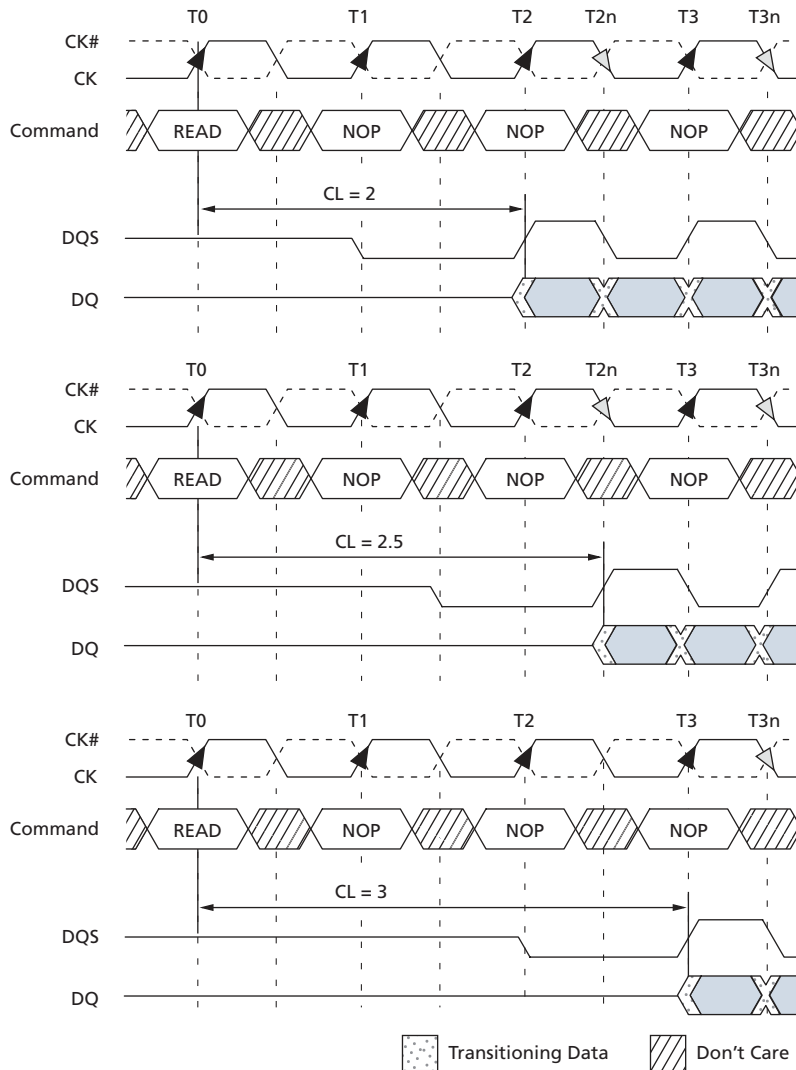 T0 T1 T2 T2n T3 T3n
CK#
CK
Command READ NOP NOP NOP
CL = 2
DQS
DQ
T0 T1 T2 T2n T3 T3n
CK#
CK
Command READ NOP NOP NOP
CL = 2.5
DQS
DQ
T0 T1 T2 T3 T3n
CK#
CK
Command READ NOP NOP NOP
CL = 3
DQS
DQ
Transitioning Data Don't Care